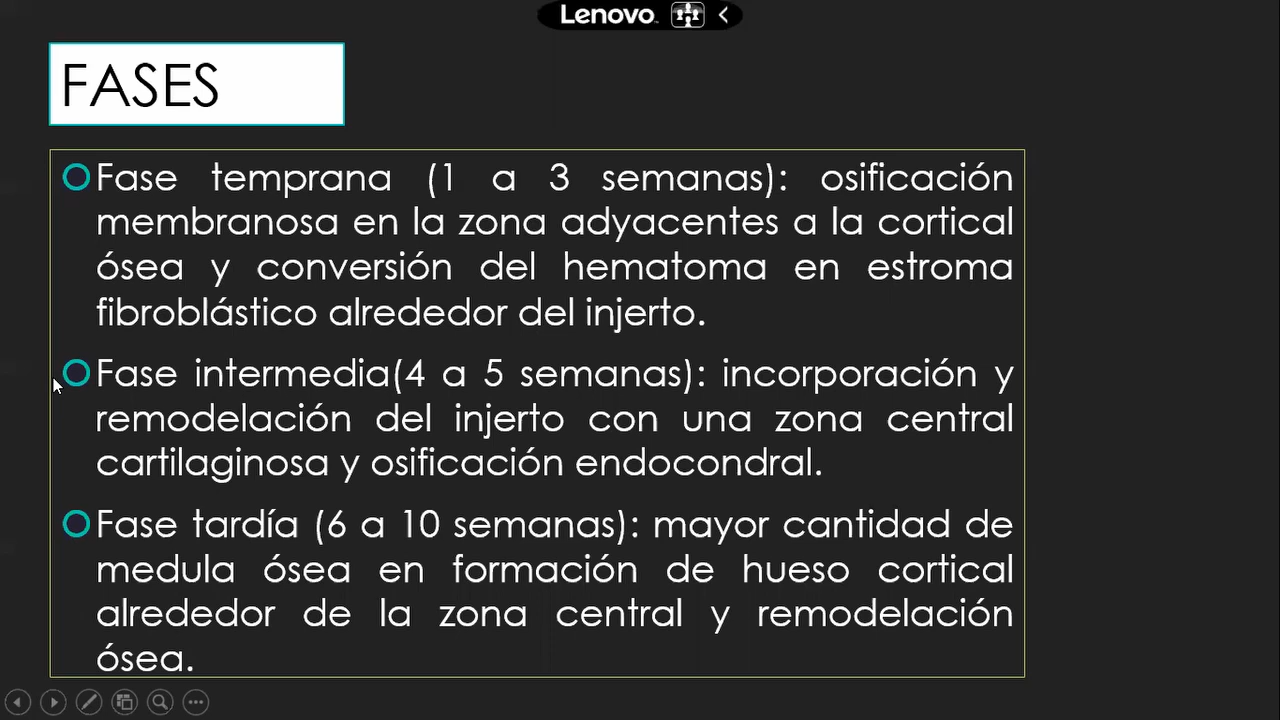 Lenovo
FASES
Fase temprana (1 a 3 semanas): osificación
membranosa en la zona adyacentes a la cortical
ósea y conversión del hematoma en estroma
fibroblástico alrededor del injerto.
Fase intermedia(4 a 5 semanas): incorporación y
remodelación del injerto con una zona central
cartilaginosa y osificación endocondral.
Fase tardía (6 a 10 semanas): mayor cantidad de
medula ósea en formación de hueso cortical
alrededor de la zona central y remodelación
ósea.